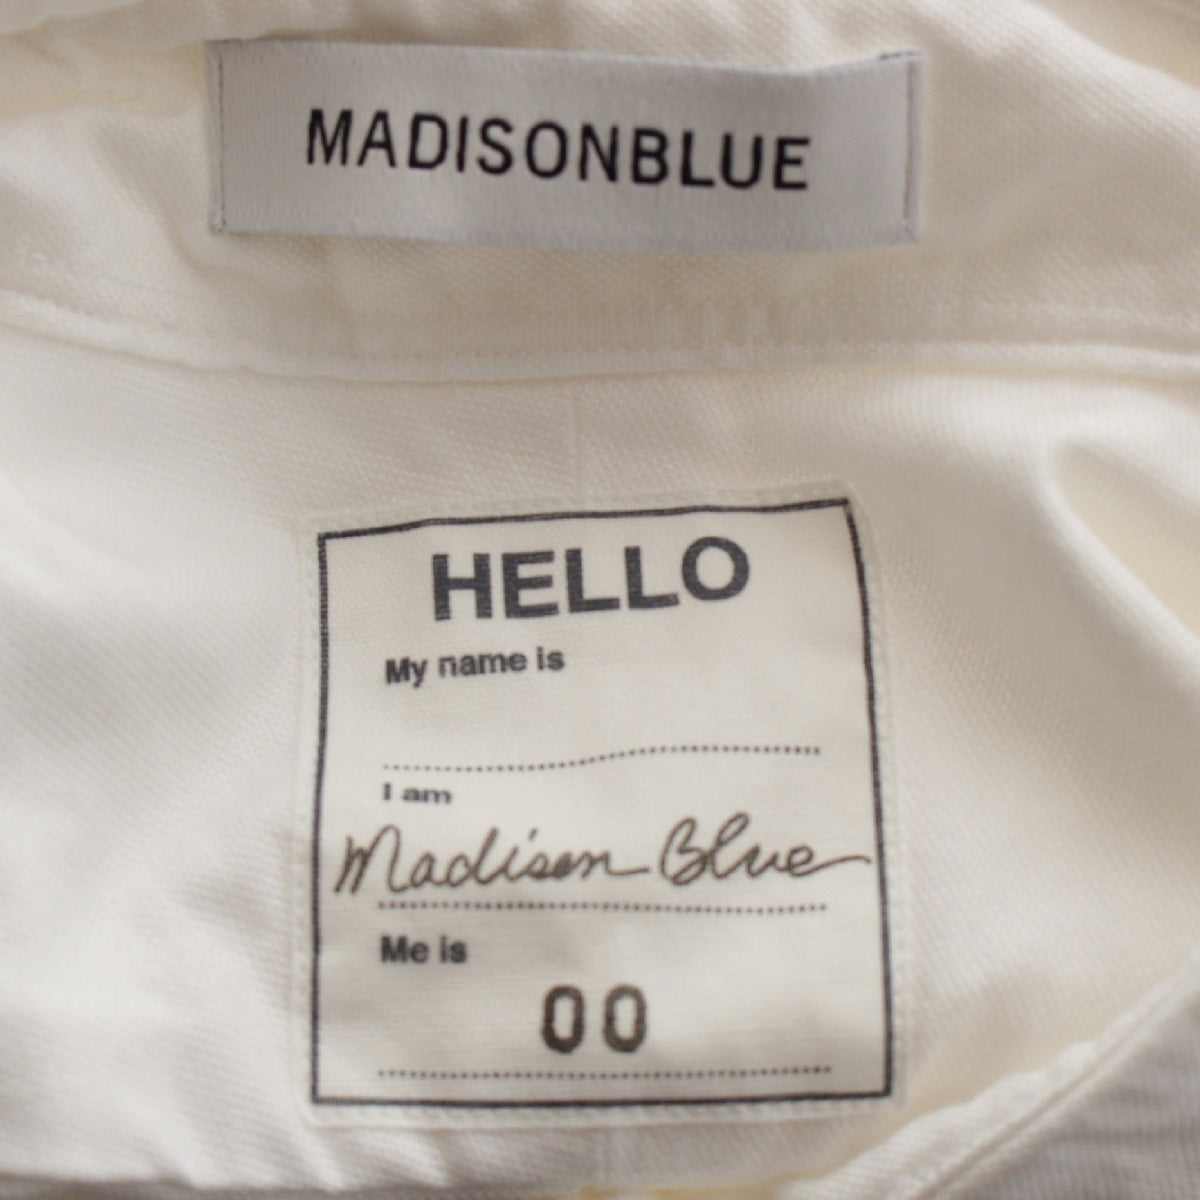 MADISONBLUE
HELLO
My name is
I am
Madison Blue
Me is
00